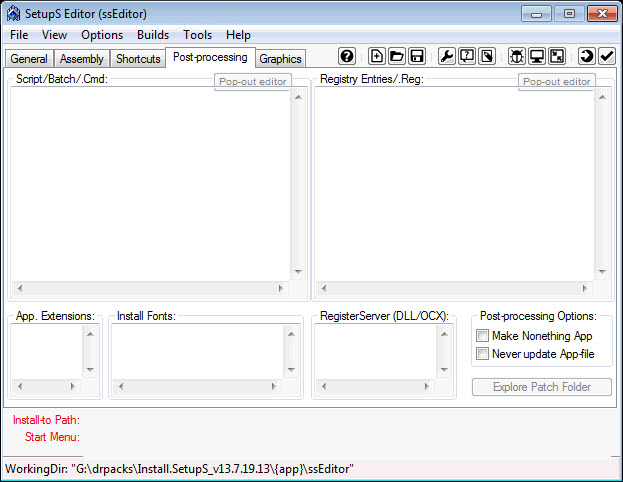 SetupS Editor (ssEditor)
File View Options Builds Tools Help
General Assembly Shortcuts Post-processing Graphics
Script/Batch/.Cmd: Pop-out editor Registry Entries/.Reg: Pop-out editor
App. Extensions: Install Fonts: RegisterServer (DLL/OCX): Post-processing Options:
Make Nonething App
Never update App-file
Explore Patch Folder
Install-to Path:
Start Menu:
WorkingDir: "G:\drpacks\Install.SetupS_v13.7.19.13\{app}\ssEditor"